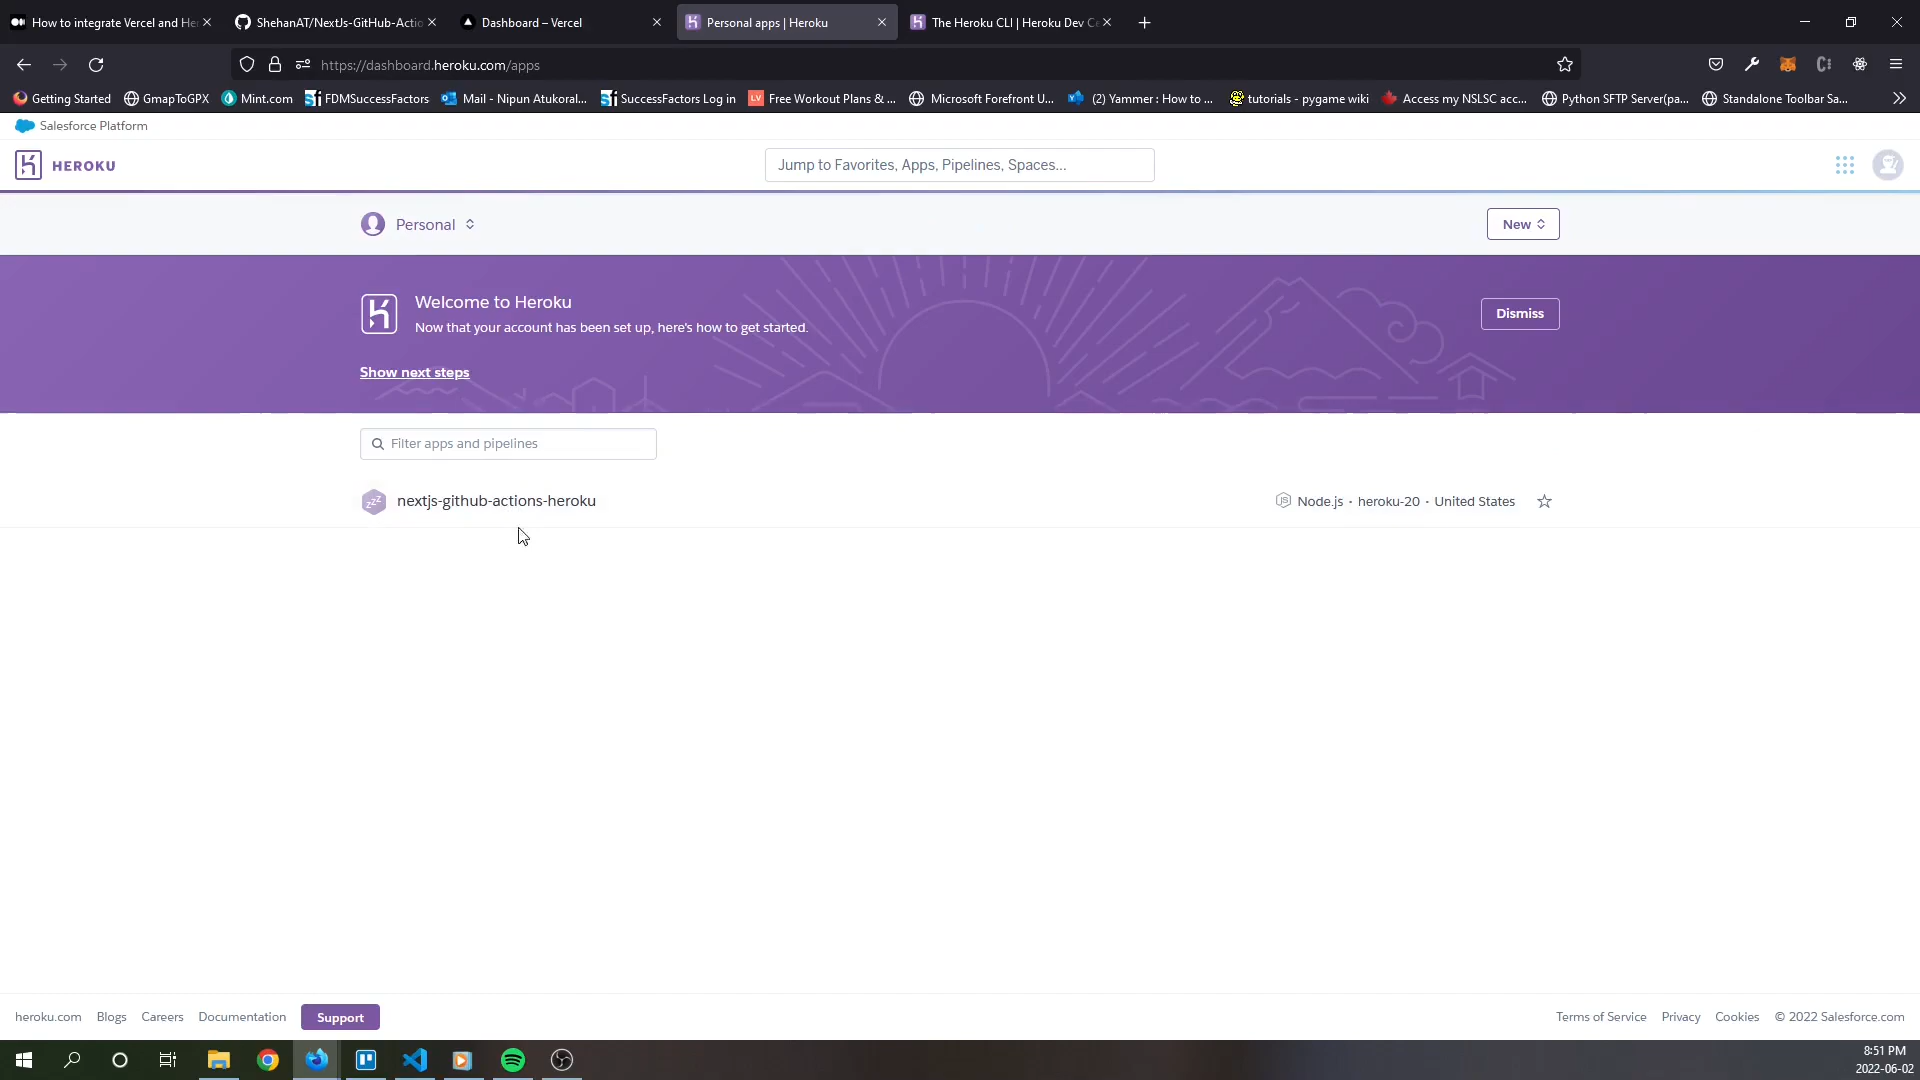 How to integrate Vercel and He
ShehanAT/NextJs-GitHub-Actio
Dashboard – Vercel
Personal apps | Heroku
The Heroku CLI | Heroku Dev Ce
https://dashboard.heroku.com/apps
Getting Started
GmapToGPX
Mint.com
FDMSuccessFactors
Mail - Nipun Atukoral...
SuccessFactors Log in
LV Free Workout Plans & ...
Microsoft Forefront U...
(2) Yammer : How to ...
tutorials - pygame wiki
Access my NSLSC acc...
Python SFTP Server(pa...
Standalone Toolbar Sa...
Salesforce Platform
HEROKU
Jump to Favorites, Apps, Pipelines, Spaces...
Personal
New
Welcome to Heroku
Now that your account has been set up, here's how to get started.
Dismiss
Show next steps
Filter apps and pipelines
nextjs-github-actions-heroku
Node.js · heroku-20 · United States
heroku.com Blogs Careers Documentation Support
Terms of Service Privacy Cookies © 2022 Salesforce.com
8:51 PM
2022-06-02